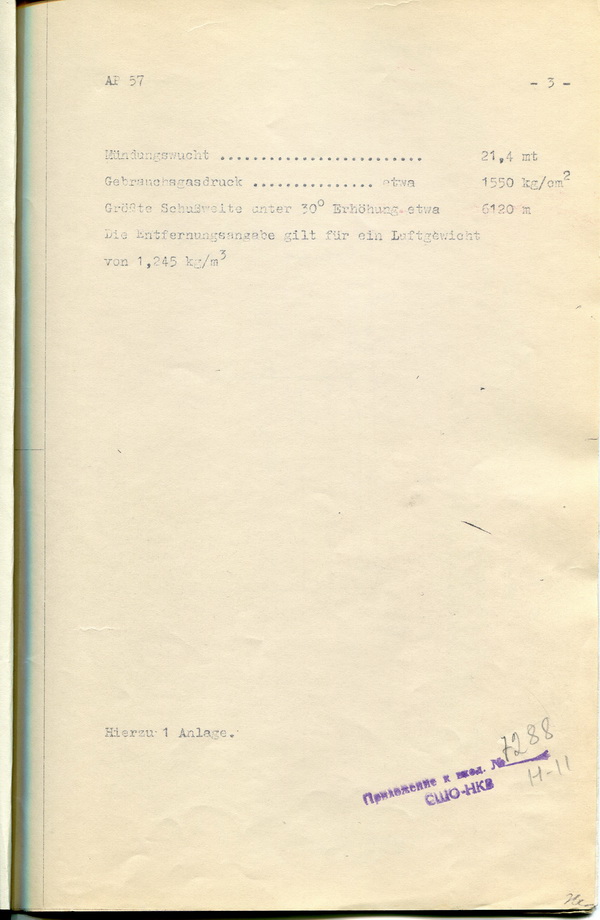 AP 57 - 3 -
Mündungswucht ......................... 21,4 mt
Gebrauchsgasdruck ............... etwa 1550 kg/cm²
Größte Schußweite unter 30° Erhöhung.etwa 6120 m
Die Entfernungsangabe gilt für ein Luftgewicht
von 1,245 kg/m³
Hierzu 1 Anlage.
Приложение к вход. № 7288
СШО-НКВ